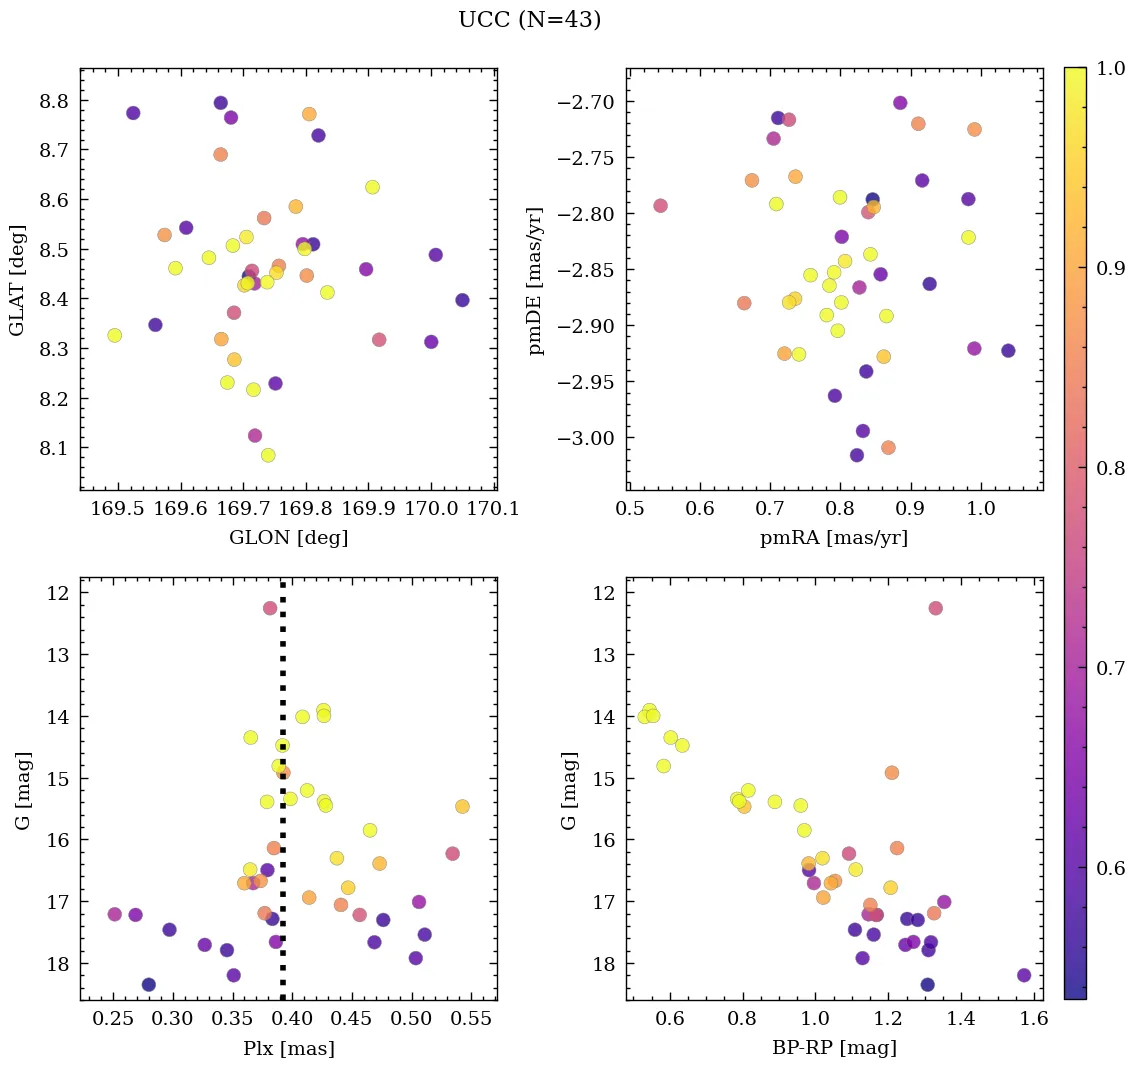 UCC (N=43)
8.8
8.7
8.6
8.5
8.4
8.3
8.2
8.1
GLAT [deg]
169.5 169.6 169.7 169.8 169.9 170.0 170.1
GLON [deg]
−2.70
−2.75
−2.80
−2.85
−2.90
−2.95
−3.00
pmDE [mas/yr]
0.5 0.6 0.7 0.8 0.9 1.0
pmRA [mas/yr]
12
13
14
15
16
17
18
G [mag]
0.25 0.30 0.35 0.40 0.45 0.50 0.55
Plx [mas]
12
13
14
15
16
17
18
G [mag]
0.6 0.8 1.0 1.2 1.4 1.6
BP-RP [mag]
1.0
0.9
0.8
0.7
0.6